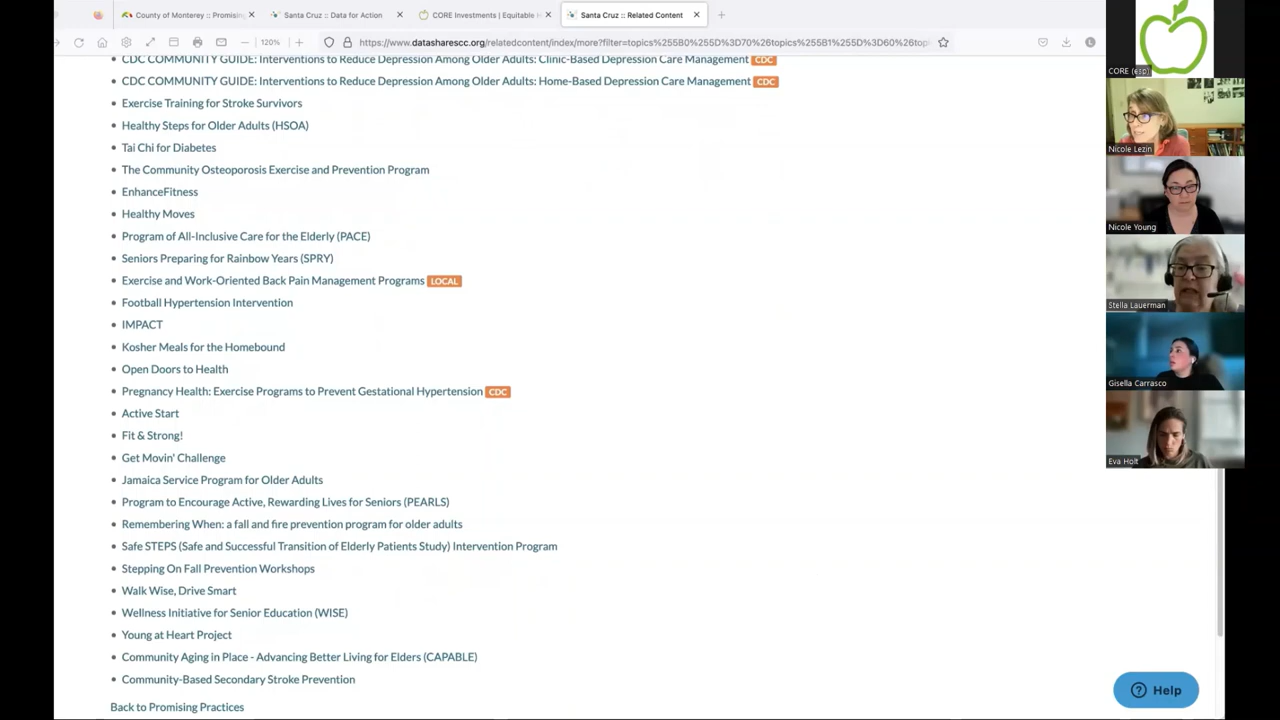 County of Monterey :: Promising
Santa Cruz :: Data for Action
CORE Investments | Equitable H
Santa Cruz :: Related Content
120%
https://www.datasharescc.org/relatedcontent/index/more?filter=topics%255B0%255D%3D70%26topics%255B1%255D%3D60%26top
CDC COMMUNITY GUIDE: Interventions to Reduce Depression Among Older Adults: Clinic-Based Depression Care Management CDC
CDC COMMUNITY GUIDE: Interventions to Reduce Depression Among Older Adults: Home-Based Depression Care Management CDC
Exercise Training for Stroke Survivors
Healthy Steps for Older Adults (HSOA)
Tai Chi for Diabetes
The Community Osteoporosis Exercise and Prevention Program
EnhanceFitness
Healthy Moves
Program of All-Inclusive Care for the Elderly (PACE)
Seniors Preparing for Rainbow Years (SPRY)
Exercise and Work-Oriented Back Pain Management Programs LOCAL
Football Hypertension Intervention
IMPACT
Kosher Meals for the Homebound
Open Doors to Health
Pregnancy Health: Exercise Programs to Prevent Gestational Hypertension CDC
Active Start
Fit & Strong!
Get Movin' Challenge
Jamaica Service Program for Older Adults
Program to Encourage Active, Rewarding Lives for Seniors (PEARLS)
Remembering When: a fall and fire prevention program for older adults
Safe STEPS (Safe and Successful Transition of Elderly Patients Study) Intervention Program
Stepping On Fall Prevention Workshops
Walk Wise, Drive Smart
Wellness Initiative for Senior Education (WISE)
Young at Heart Project
Community Aging in Place - Advancing Better Living for Elders (CAPABLE)
Community-Based Secondary Stroke Prevention
Back to Promising Practices
Help
CORE (esp)
Nicole Lezin
Nicole Young
Stella Lauerman
Gisella Carrasco
Eva Holt